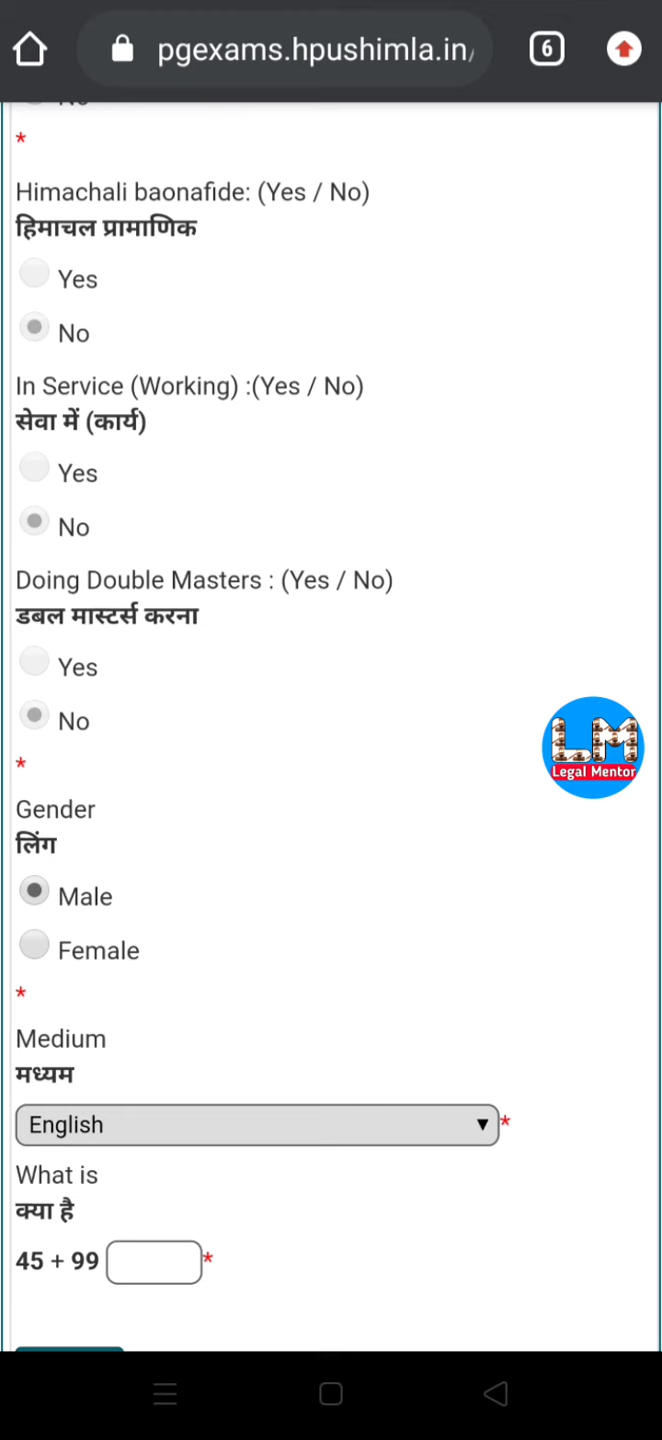 6
pgexams.hpushimla.in/
*
Himachali baonafide: (Yes / No)
हिमाचल प्रामाणिक
Yes
No
In Service (Working) :(Yes / No)
सेवा में (कार्य)
Yes
No
Doing Double Masters : (Yes / No)
डबल मास्टर्स करना
Yes
No
*
LM
Legal Mentor
Gender
लिंग
Male
Female
*
Medium
मध्यम
English ▼ *
What is
क्या है
45 + 99 *